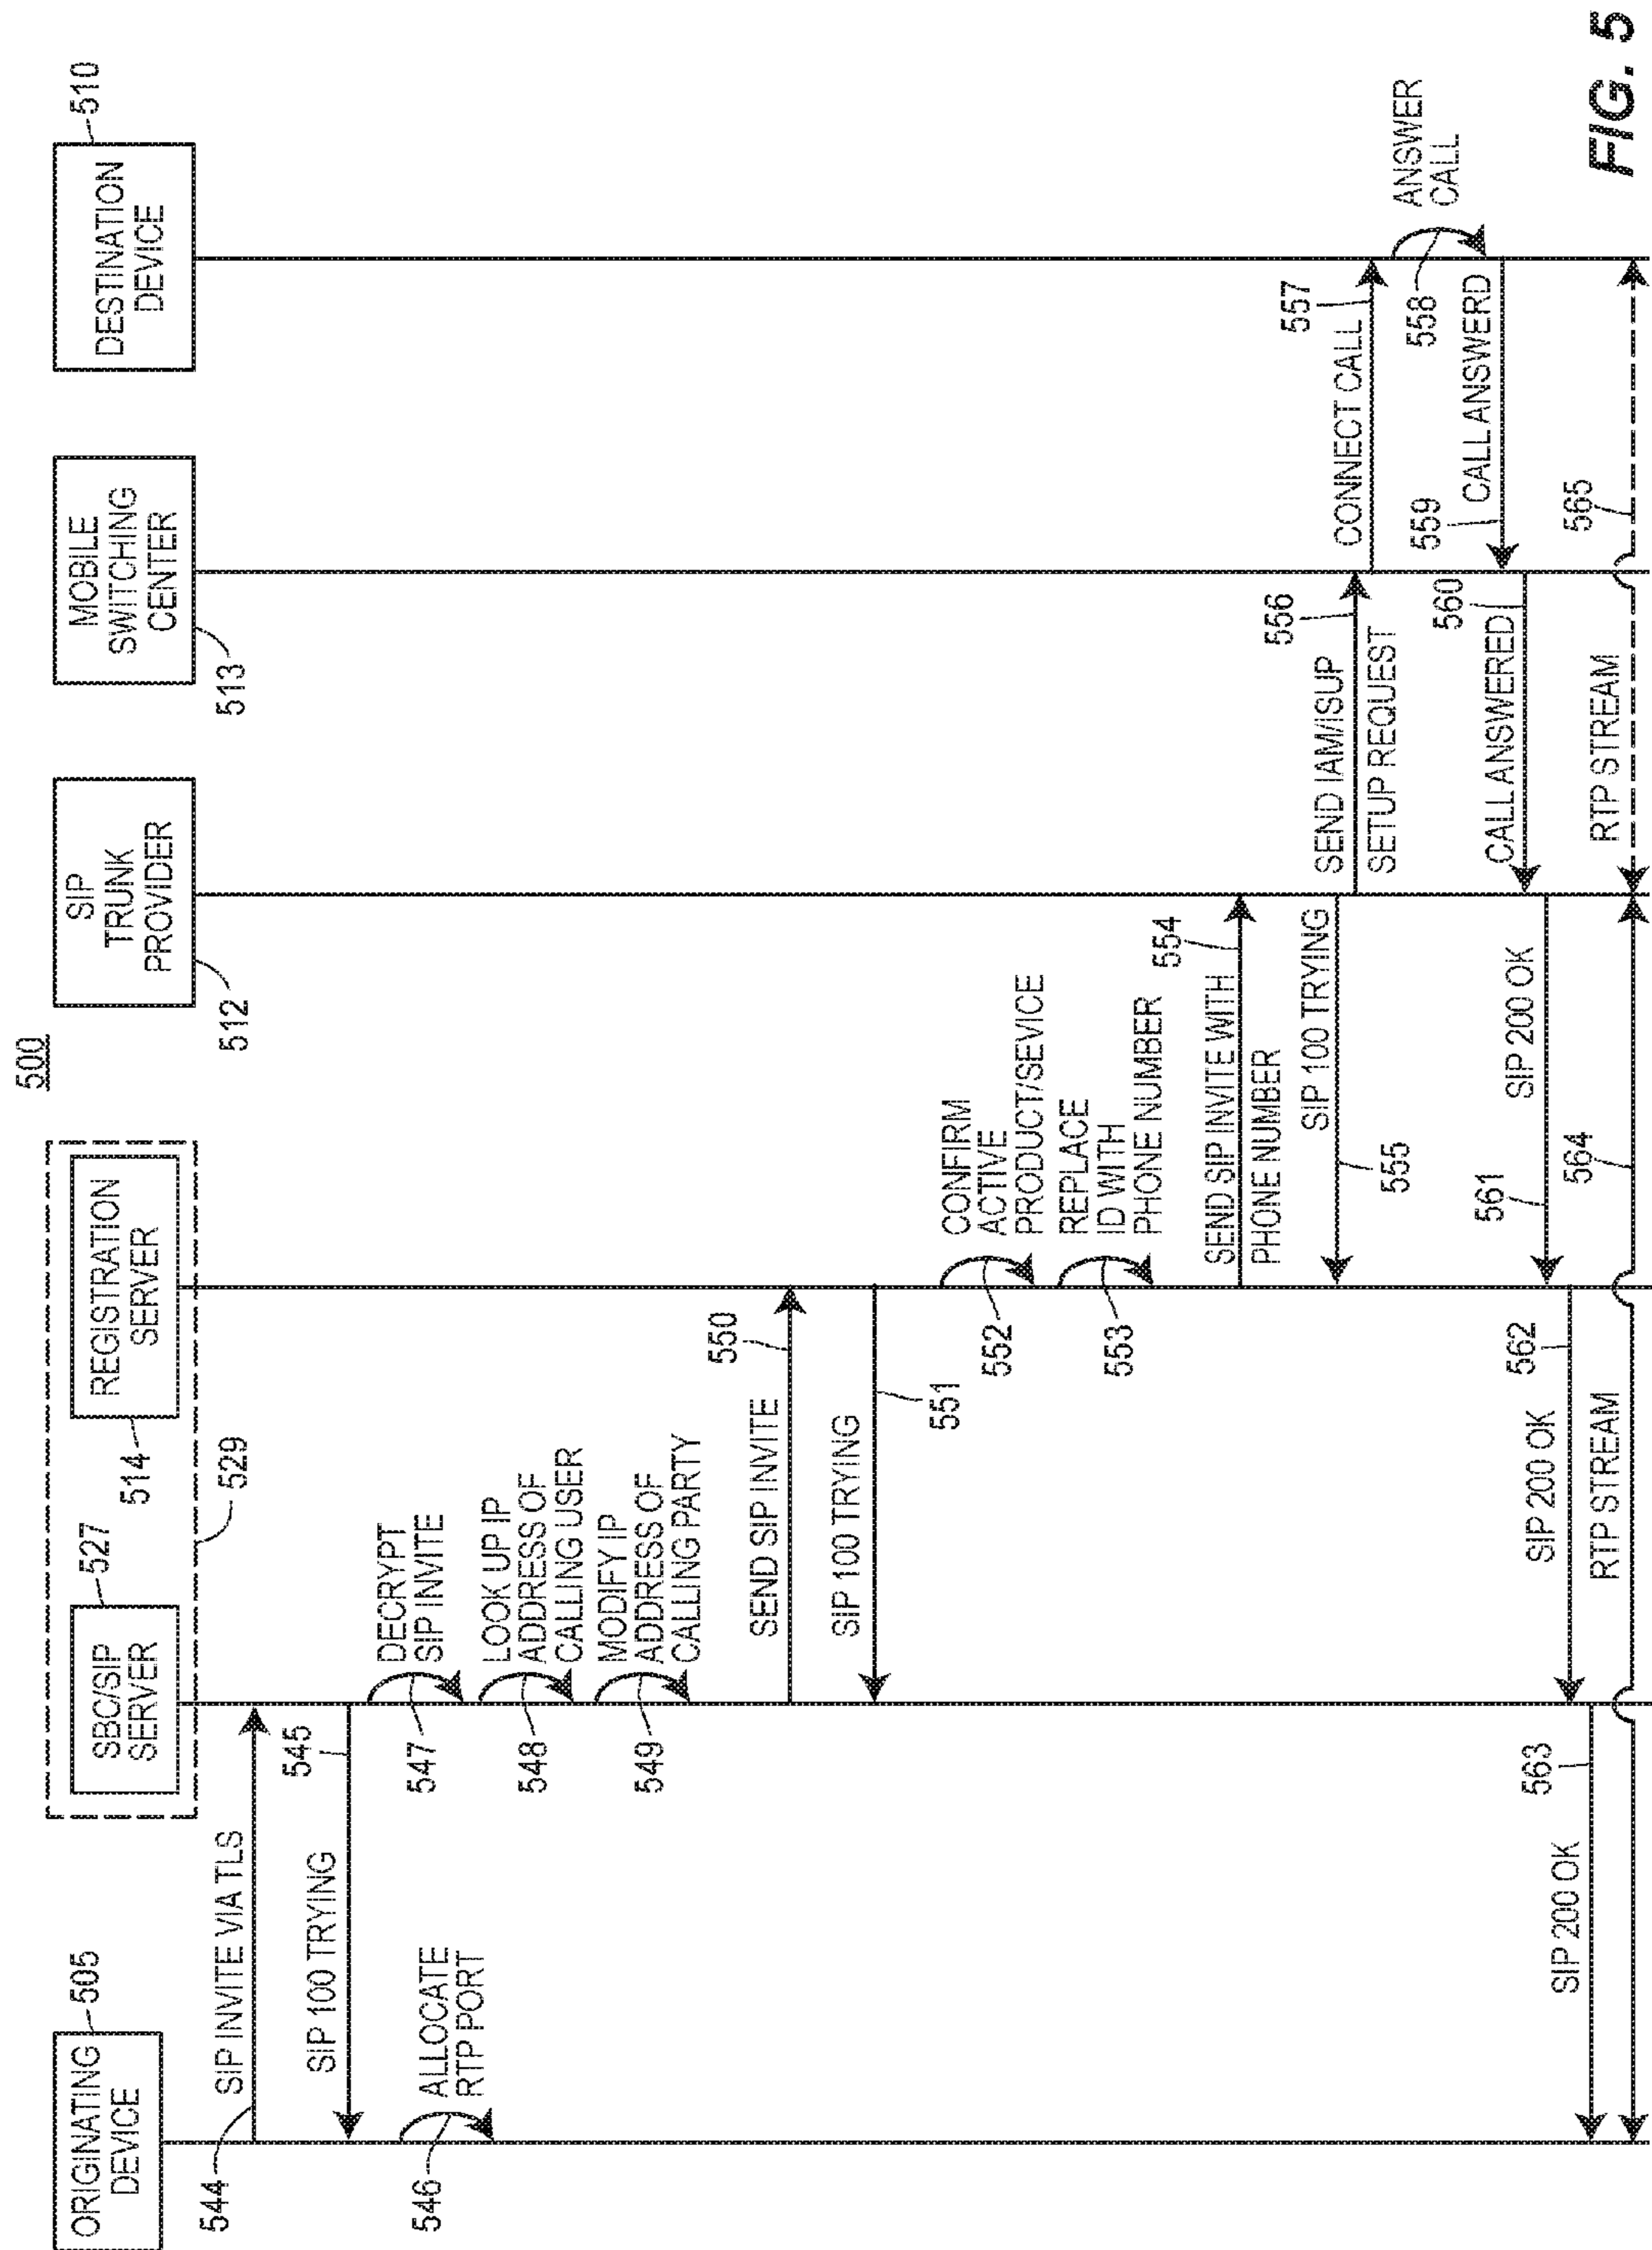 500
ORIGINATING
DEVICE
505
SBC/SIP
SERVER
527
REGISTRATION
SERVER
514
529
SIP
TRUNK
PROVIDER
512
MOBILE
SWITCHING
CENTER
513
DESTINATION
DEVICE
510
544
SIP INVITE VIA TLS
SIP 100 TRYING
545
546
ALLOCATE
RTP PORT
547
DECRYPT
SIP INVITE
548
LOOK UP IP
ADDRESS OF
CALLING USER
549
MODIFY IP
ADDRESS OF
CALLING PARTY
SEND SIP INVITE
550
SIP 100 TRYING
551
552
CONFIRM
ACTIVE
PRODUCT/SEVICE
553
REPLACE
ID WITH
PHONE NUMBER
SEND SIP INVITE WITH
PHONE NUMBER
554
SIP 100 TRYING
555
SEND IAM/ISUP
SETUP REQUEST
556
CONNECT CALL
557
558
ANSWER
CALL
559
CALL ANSWERD
CALL ANSWERED
560
561
SIP 200 OK
SIP 200 OK
562
SIP 200 OK
563
RTP STREAM
564
RTP STREAM
565
FIG. 5